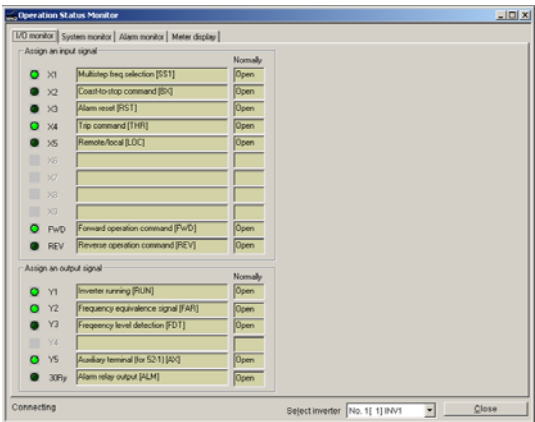 Operation Status Monitor
I/O monitor System monitor Alarm monitor Meter display
Assign an input signal
Normally
X1 Multistep freq. selection [SS1] Open
X2 Coast-to-stop command [BX] Open
X3 Alarm reset [RST] Open
X4 Trip command [THR] Open
X5 Remote/local [LOC] Open
X6
X7
X8
X9
FWD Forward operation command [FWD] Open
REV Reverse operation command [REV] Open
Assign an output signal
Normally
Y1 Inverter running [RUN] Open
Y2 Frequency equivalence signal [FAR] Open
Y3 Freqeency level detection [FDT] Open
Y4
Y5 Auxiliary terminal (for 52-1) [AX] Open
30Ry Alarm relay output [ALM] Open
Connecting Select inverter No. 1[ 1] INV1 Close